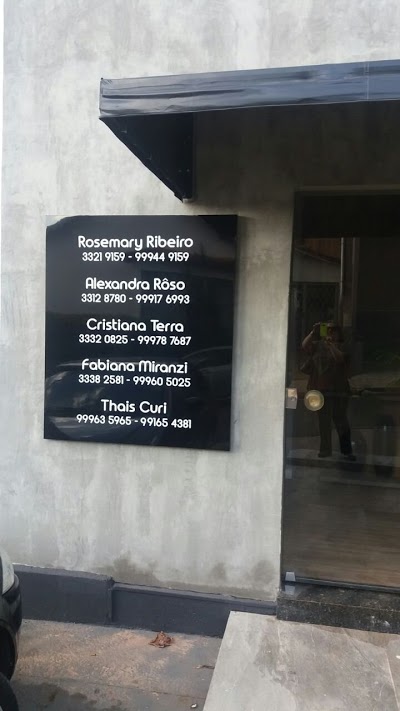 Rosemary Ribeiro
3321 9159 - 99944 9159
Alexandra Rôso
3312 8780 - 99917 6993
Cristiana Terra
3332 0825 - 99978 7687
Fabiana Miranzi
3338 2581 - 99960 5025
Thais Curi
99963 5965 - 99165 4381